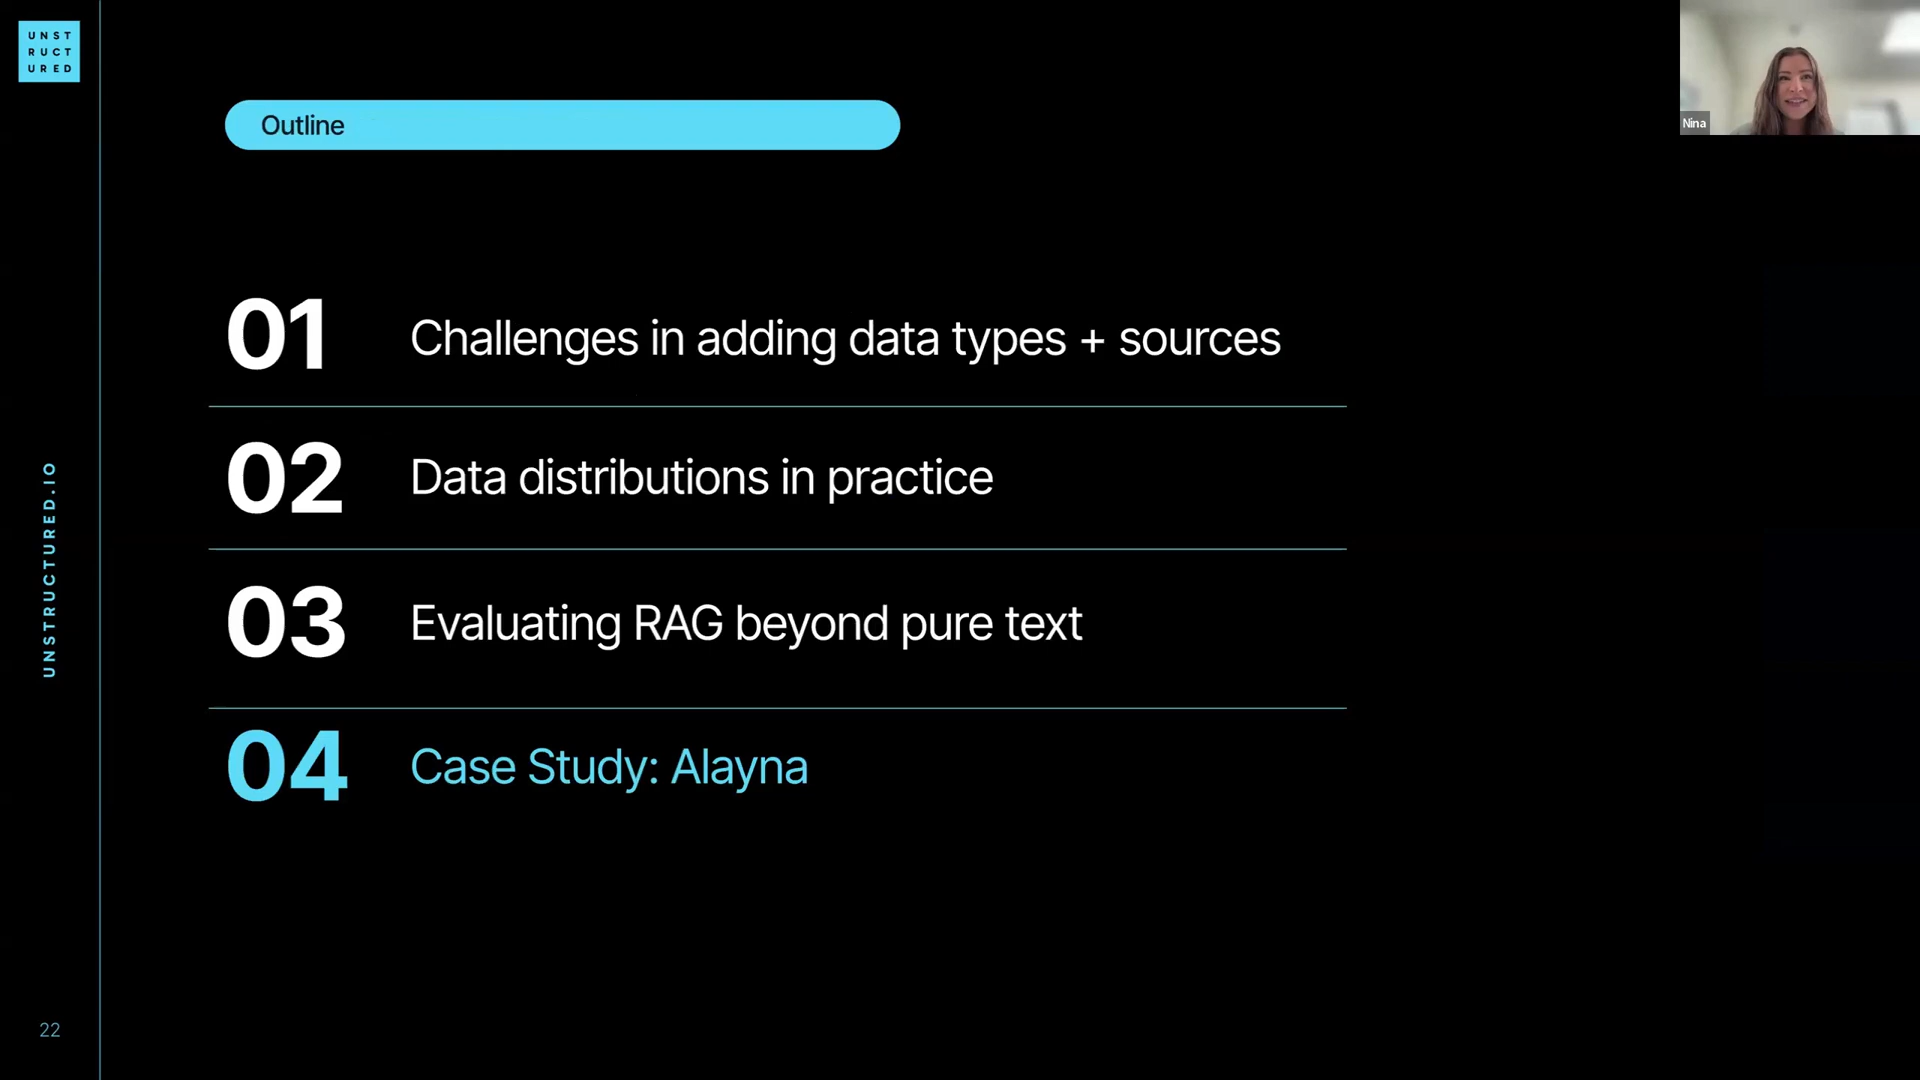 UNST
RUCT
URED
Nina
Outline
01 Challenges in adding data types + sources
02 Data distributions in practice
03 Evaluating RAG beyond pure text
04 Case Study: Alayna
UNSTRUCTURED.IO
22